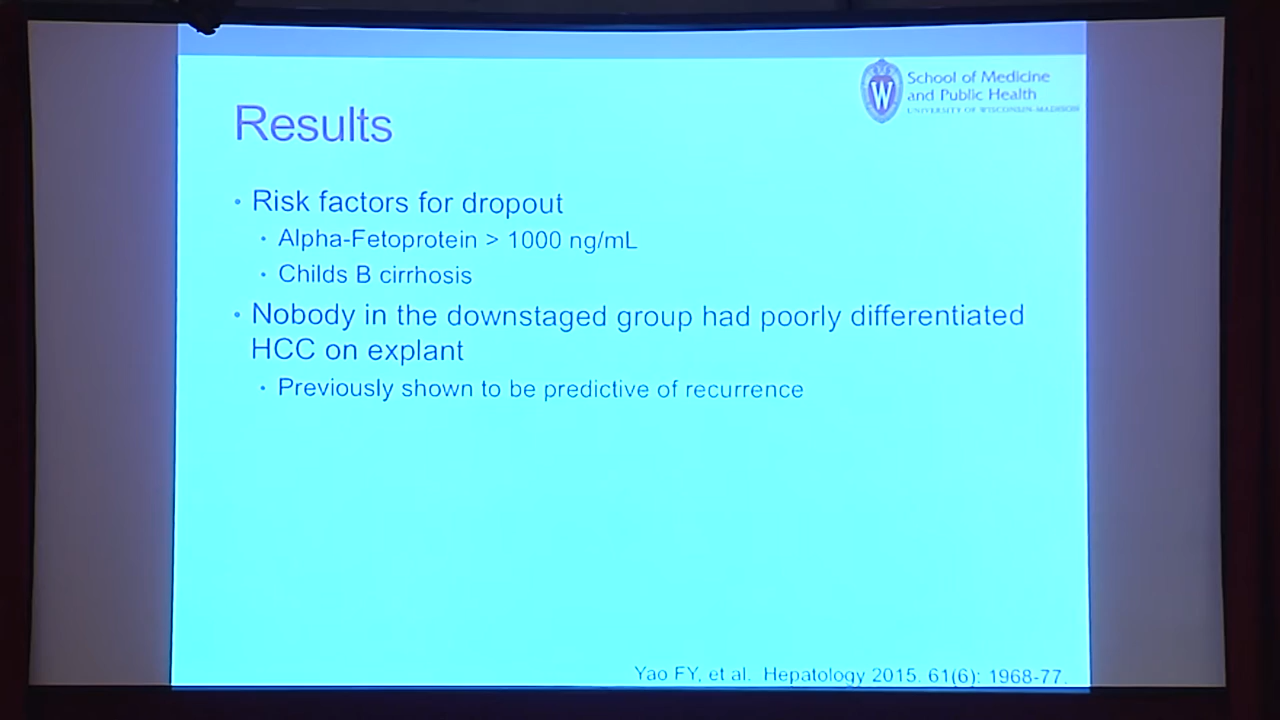 W
School of Medicine
and Public Health
UNIVERSITY OF WISCONSIN-MADISON
Results
• Risk factors for dropout
• Alpha-Fetoprotein > 1000 ng/mL
• Childs B cirrhosis
• Nobody in the downstaged group had poorly differentiated
HCC on explant
• Previously shown to be predictive of recurrence
Yao FY, et al. Hepatology 2015. 61(6): 1968-77.